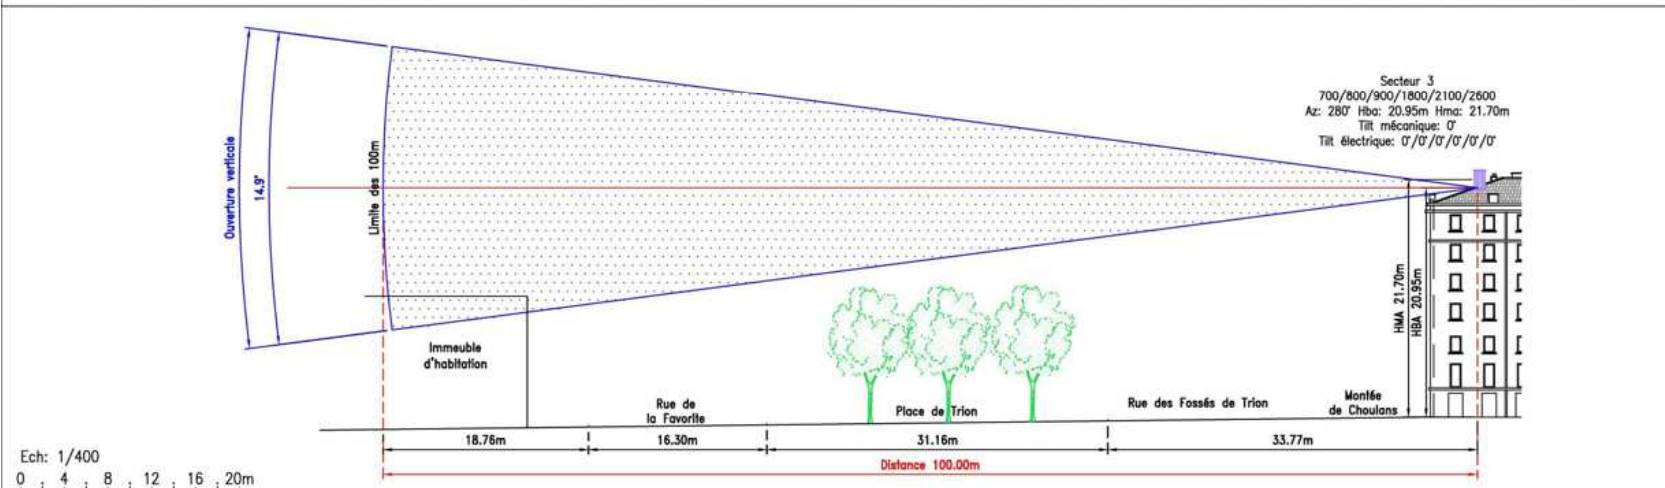 Secteur 3
700/800/900/1800/2100/2600
Az: 280° Hba: 20.95m Hma: 21.70m
Tilt mécanique: 0°
Tilt électrique: 0°/0°/0°/0°/0°/0°
Ouverture verticale
14.9°
Limite des 100m
HMA 21.70m
HBA 20.95m
Immeuble
d'habitation
Rue de
la Favorite
Place de Trion
Rue des Fossés de Trion
Montée
de Choulans
18.76m
16.30m
31.16m
33.77m
Distance 100.00m
Ech: 1/400
0 4 8 12 16 20m